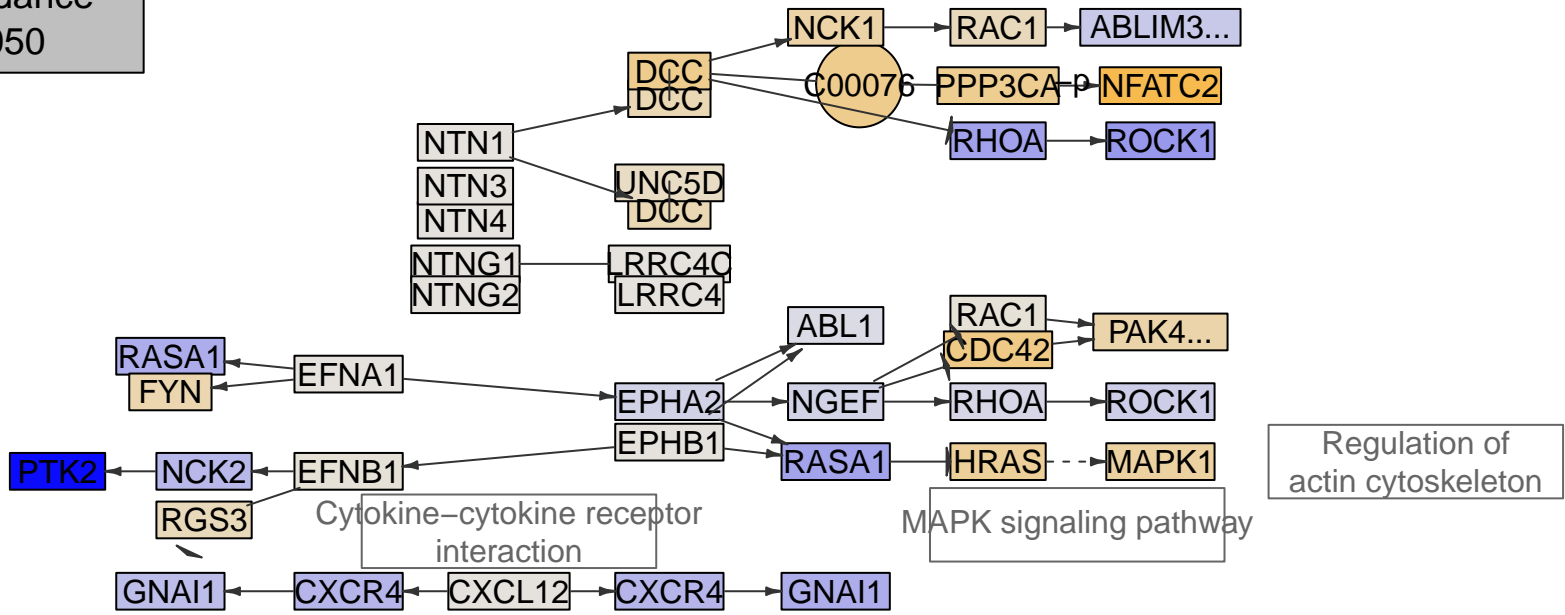 950
NCK1
RAC1
ABLIM3...
DCC
DCC
C00076
PPP3CA
–p
NFATC2
NTN1
RHOA
ROCK1
NTN3
NTN4
UNC5D
DCC
NTNG1
NTNG2
LRRC4C
LRRC4
ABL1
RAC1
CDC42
PAK4...
RASA1
FYN
EFNA1
EPHA2
EPHB1
NGEF
RHOA
ROCK1
PTK2
NCK2
EFNB1
RASA1
HRAS
MAPK1
Regulation of
actin cytoskeleton
RGS3
Cytokine–cytokine receptor
interaction
MAPK signaling pathway
GNAI1
CXCR4
CXCL12
CXCR4
GNAI1